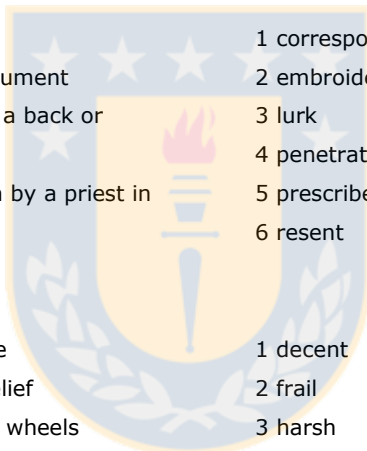 1 correspo
ument
2 embroide
a back or
3 lurk
4 penetrat
by a priest in
5 prescribe
6 resent
e
1 decent
lief
2 frail
wheels
3 harsh